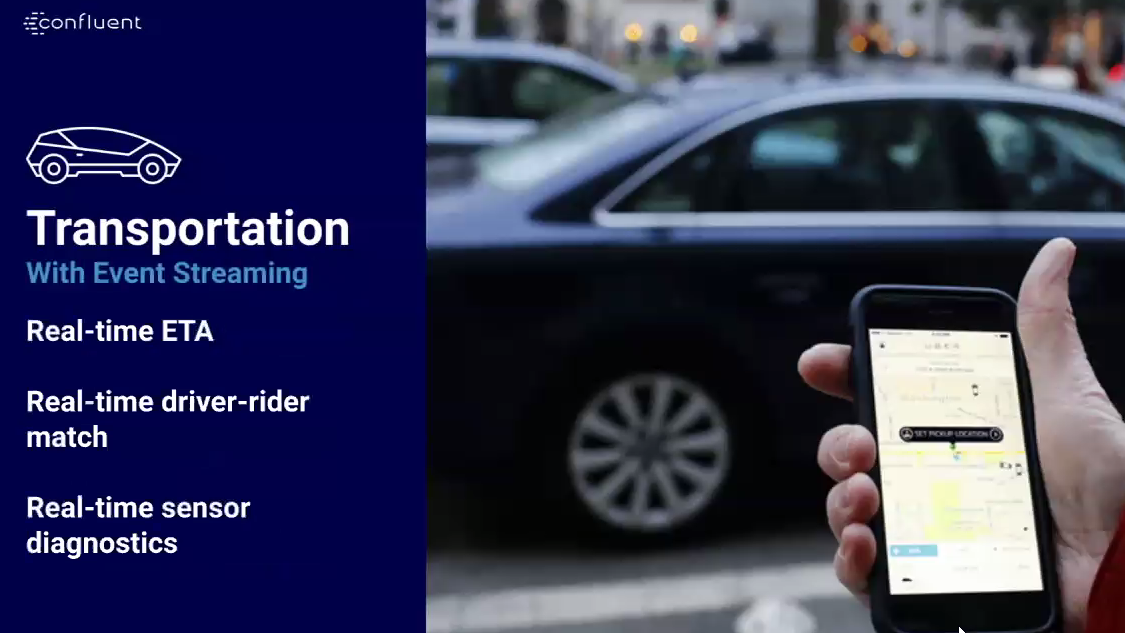 confluent
Transportation
With Event Streaming
Real-time ETA
Real-time driver-rider
match
Real-time sensor
diagnostics
SET PICKUP LOCATION